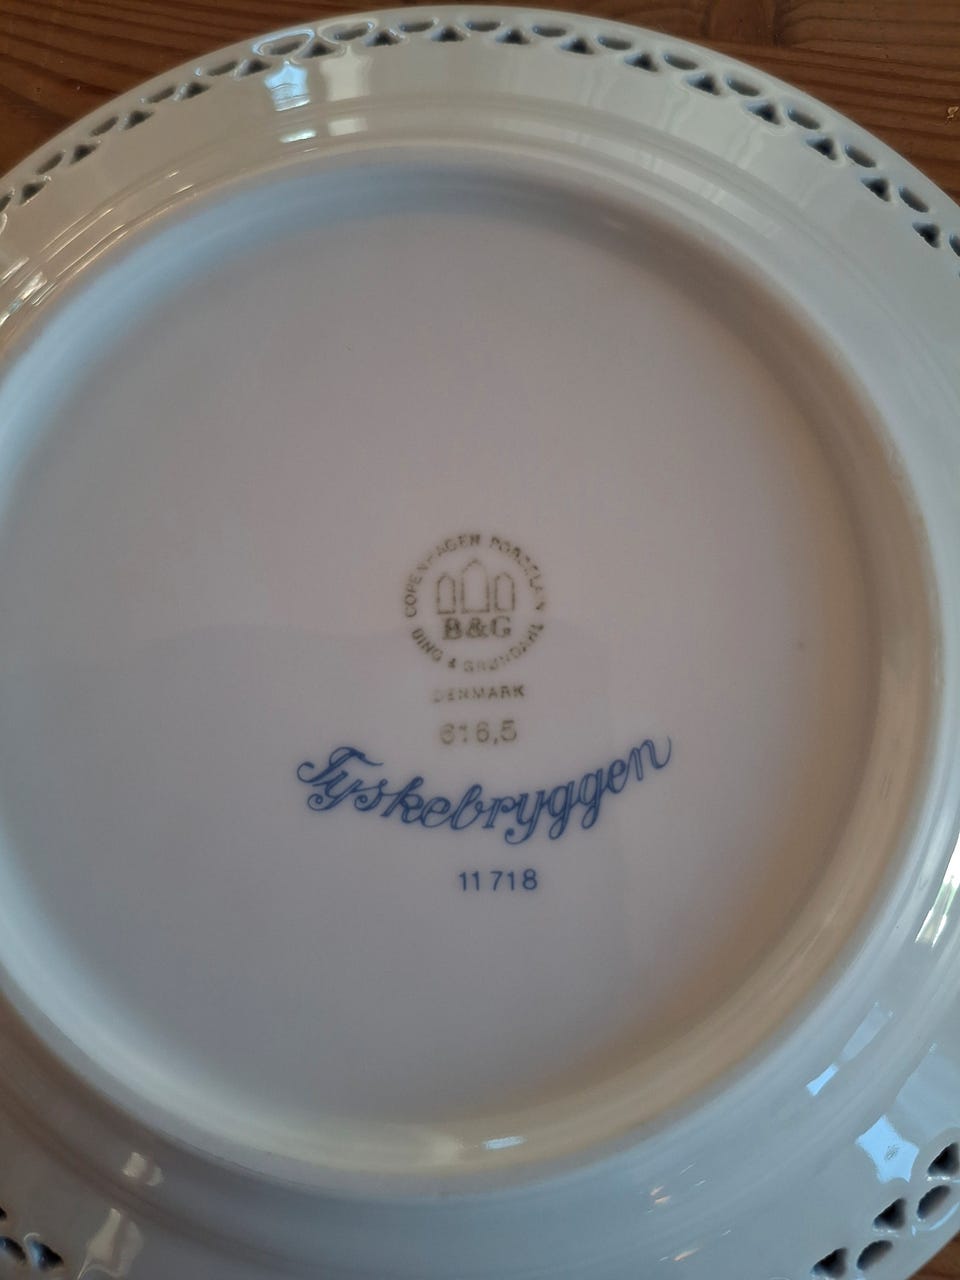 COPENHAGEN PORCELAIN
B&G
BING & GRØNDAHL
DENMARK
616,5
Tyskebryggen
11718